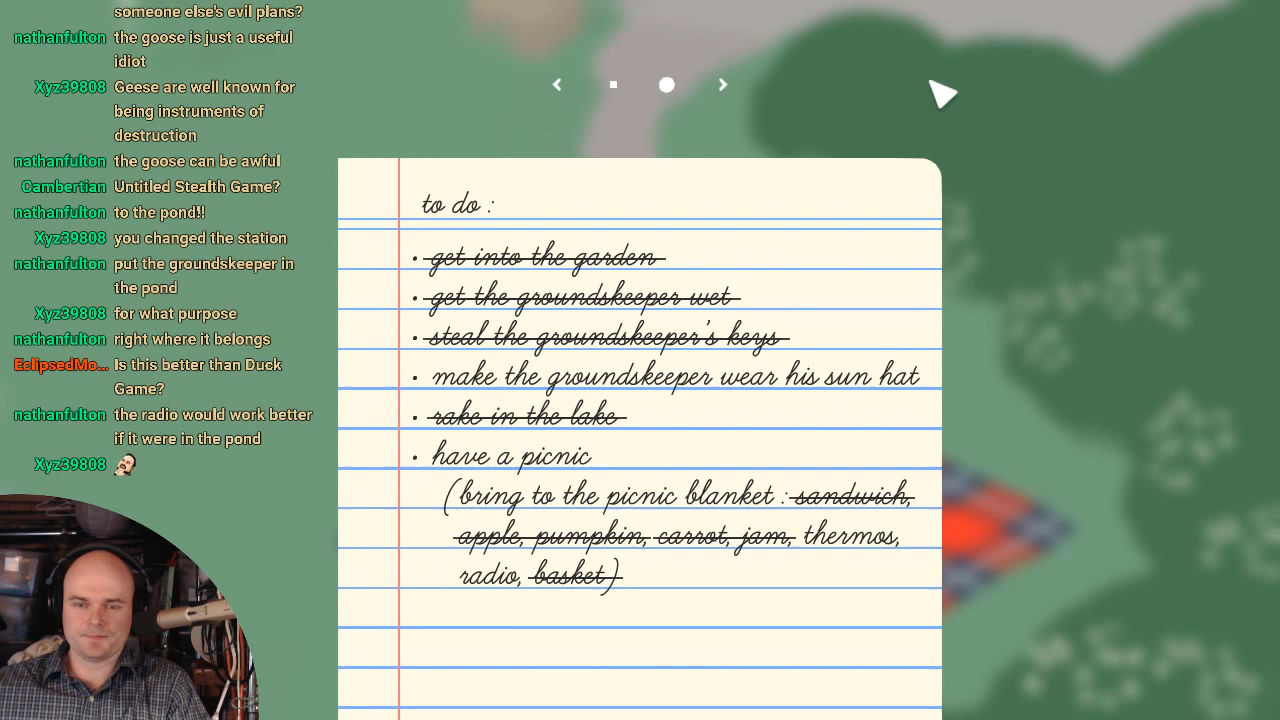 someone else's evil plans?
nathanfulton the goose is just a useful
idiot
Xyz39808 Geese are well known for
being instruments of
destruction
nathanfulton the goose can be awful
Cambertian Untitled Stealth Game?
nathanfulton to the pond!!
Xyz39808 you changed the station
nathanfulton put the groundskeeper in
the pond
Xyz39808 for what purpose
nathanfulton right where it belongs
EclipsedMo... Is this better than Duck
Game?
nathanfulton the radio would work better
if it were in the pond
Xyz39808
to do :
• get into the garden
• get the groundskeeper wet
• steal the groundskeeper's keys
• make the groundskeeper wear his sun hat
• rake in the lake
• have a picnic
(bring to the picnic blanket : sandwich,
apple, pumpkin, carrot, jam, thermos,
radio, basket)